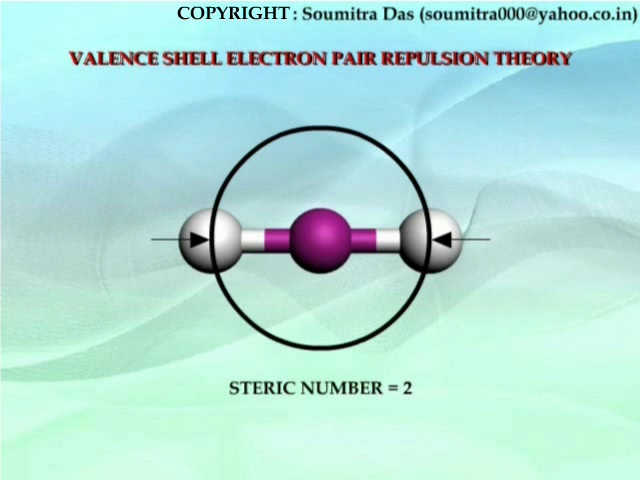 COPYRIGHT : Soumitra Das (soumitra000@yahoo.co.in)
VALENCE SHELL ELECTRON PAIR REPULSION THEORY
STERIC NUMBER = 2